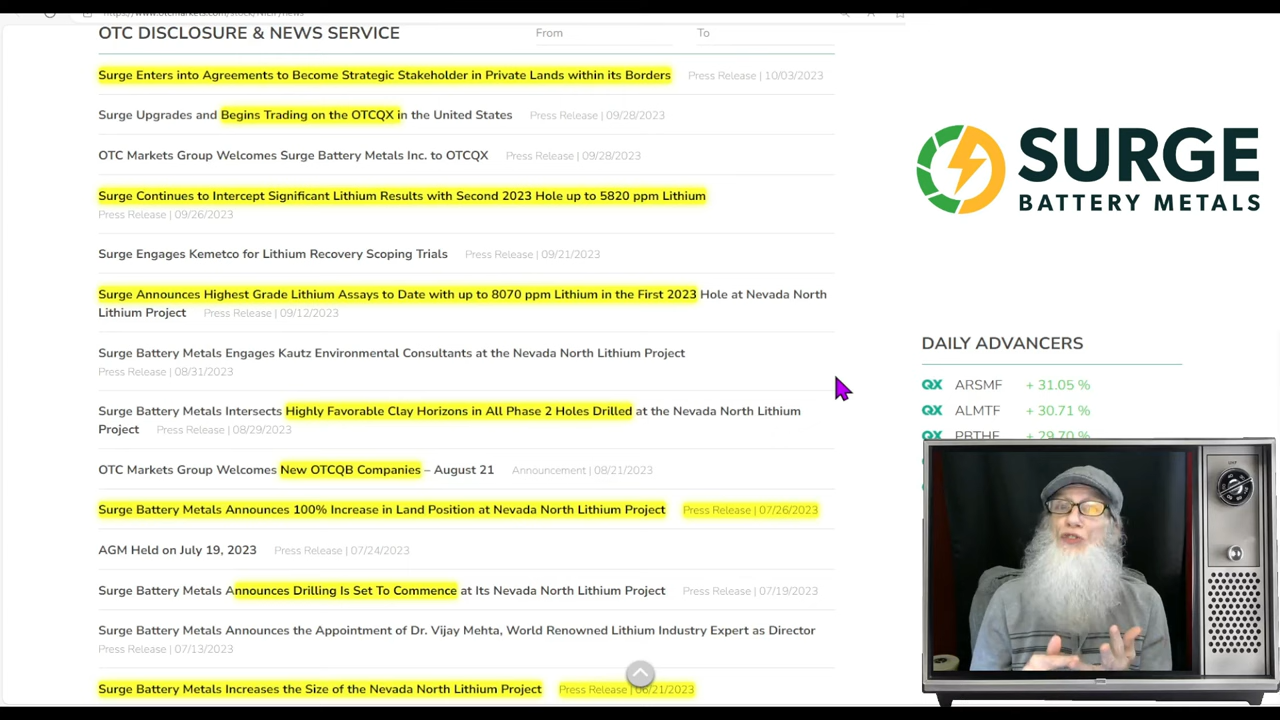 OTC DISCLOSURE & NEWS SERVICE From To
Surge Enters into Agreements to Become Strategic Stakeholder in Private Lands within its Borders Press Release | 10/03/2023
Surge Upgrades and Begins Trading on the OTCQX in the United States Press Release | 09/28/2023
OTC Markets Group Welcomes Surge Battery Metals Inc. to OTCQX Press Release | 09/28/2023
Surge Continues to Intercept Significant Lithium Results with Second 2023 Hole up to 5820 ppm Lithium
Press Release | 09/26/2023
Surge Engages Kemetco for Lithium Recovery Scoping Trials Press Release | 09/21/2023
Surge Announces Highest Grade Lithium Assays to Date with up to 8070 ppm Lithium in the First 2023 Hole at Nevada North
Lithium Project Press Release | 09/12/2023
Surge Battery Metals Engages Kautz Environmental Consultants at the Nevada North Lithium Project
Press Release | 08/31/2023
Surge Battery Metals Intersects Highly Favorable Clay Horizons in All Phase 2 Holes Drilled at the Nevada North Lithium
Project Press Release | 08/29/2023
OTC Markets Group Welcomes New OTCQB Companies – August 21 Announcement | 08/21/2023
Surge Battery Metals Announces 100% Increase in Land Position at Nevada North Lithium Project Press Release | 07/26/2023
AGM Held on July 19, 2023 Press Release | 07/24/2023
Surge Battery Metals Announces Drilling Is Set To Commence at Its Nevada North Lithium Project Press Release | 07/19/2023
Surge Battery Metals Announces the Appointment of Dr. Vijay Mehta, World Renowned Lithium Industry Expert as Director
Press Release | 07/13/2023
Surge Battery Metals Increases the Size of the Nevada North Lithium Project Press Release | 06/21/2023
SURGE
BATTERY METALS
DAILY ADVANCERS
QX ARSMF + 31.05 %
QX ALMTF + 30.71 %
QX PBTHF + 29.70 %